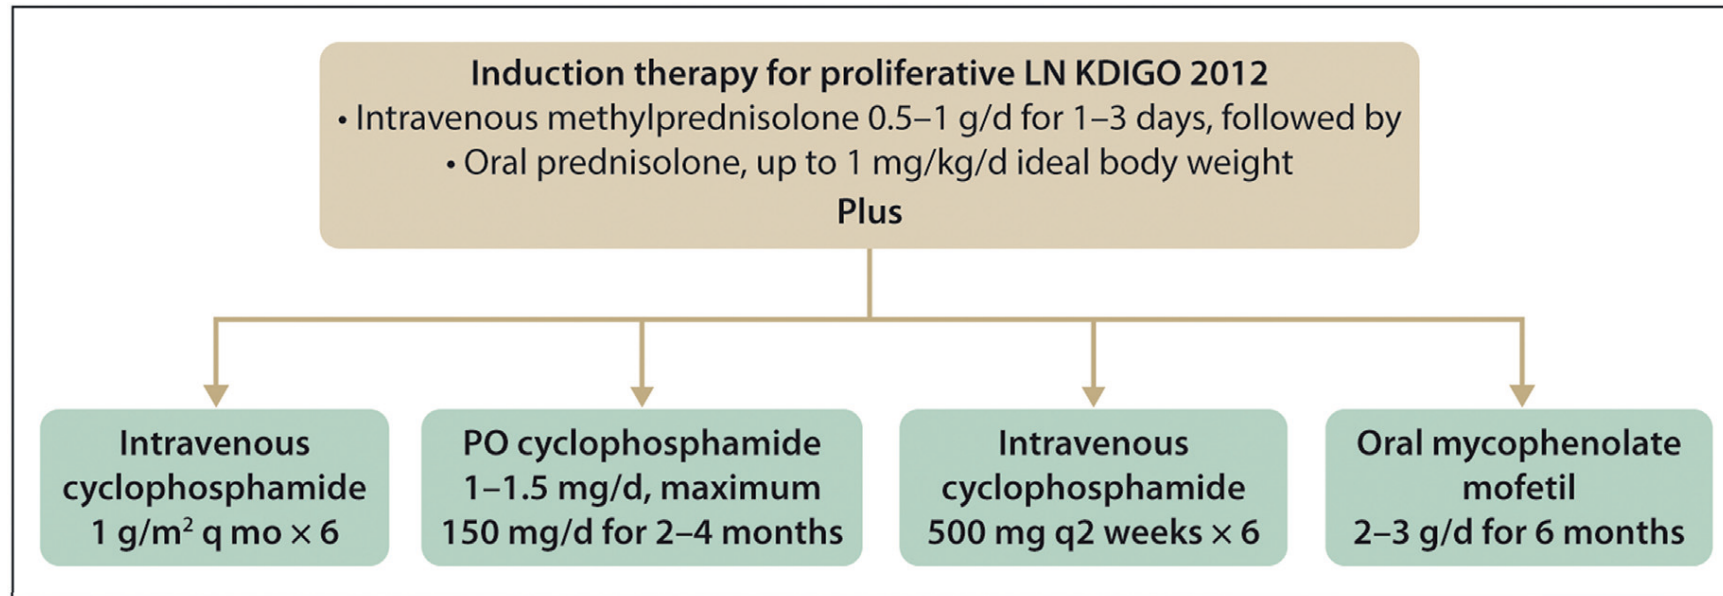 Induction therapy for proliferative LN KDIGO 2012
• Intravenous methylprednisolone 0.5–1 g/d for 1–3 days, followed by
• Oral prednisolone, up to 1 mg/kg/d ideal body weight
Plus
Intravenous
cyclophosphamide
1 g/m² q mo × 6
PO cyclophosphamide
1–1.5 mg/d, maximum
150 mg/d for 2–4 months
Intravenous
cyclophosphamide
500 mg q2 weeks × 6
Oral mycophenolate
mofetil
2–3 g/d for 6 months